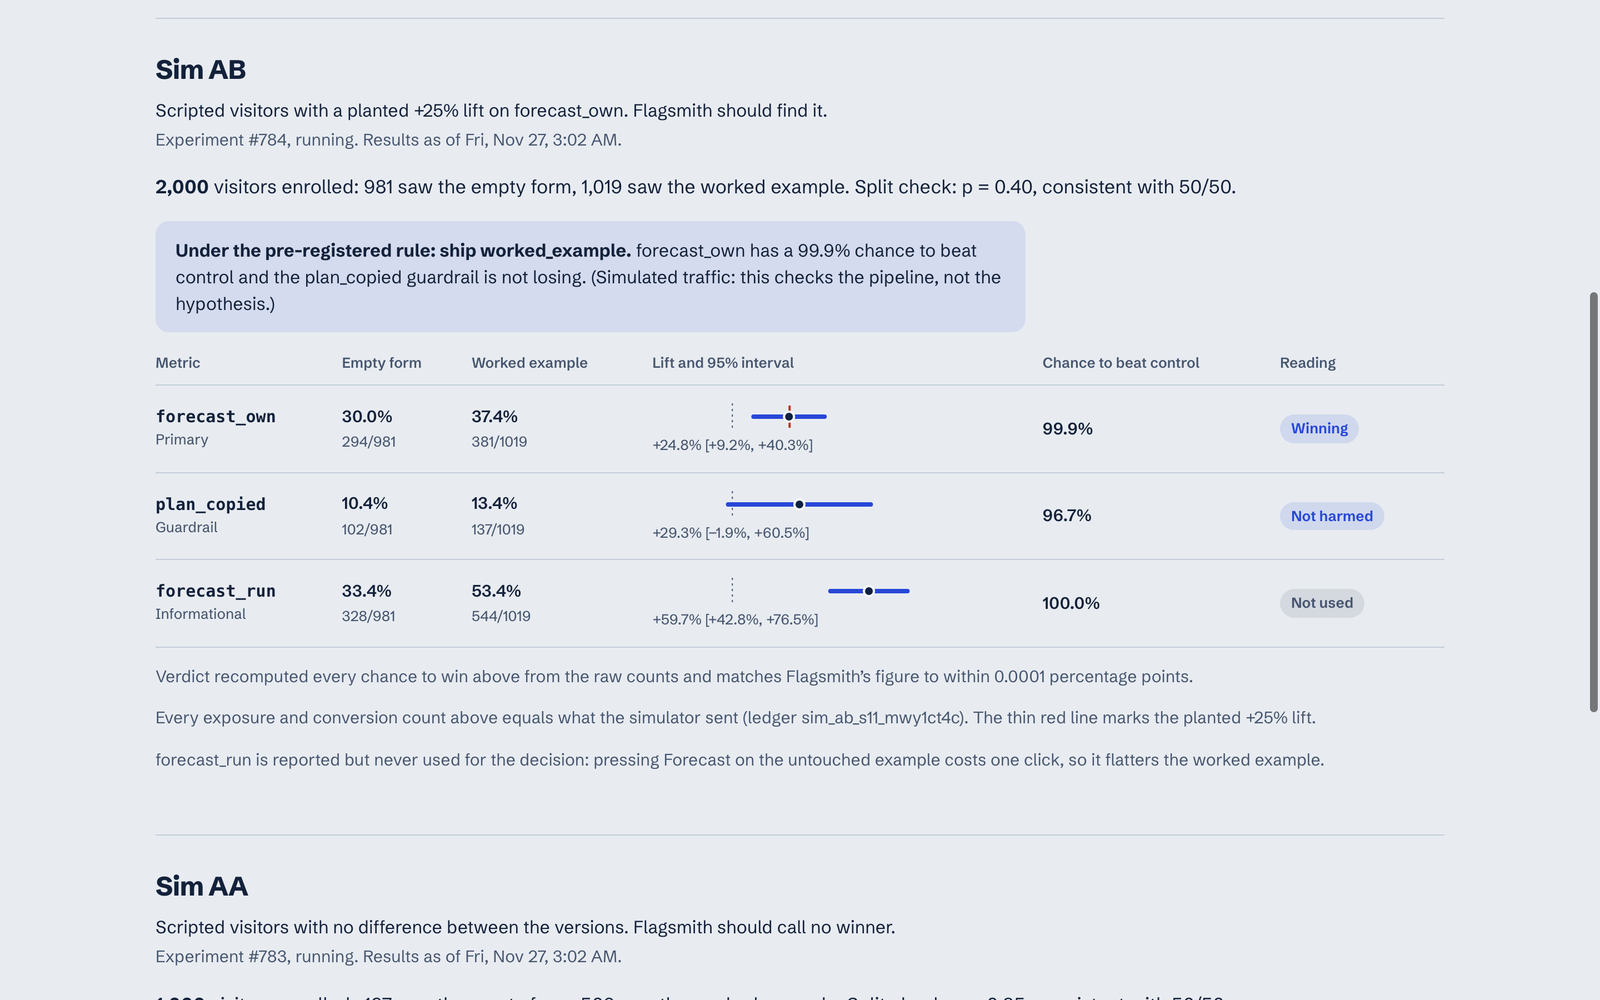 Sim AB
Scripted visitors with a planted +25% lift on forecast_own. Flagsmith should find it.
Experiment #784, running. Results as of Fri, Nov 27, 3:02 AM.
2,000 visitors enrolled: 981 saw the empty form, 1,019 saw the worked example. Split check: p = 0.40, consistent with 50/50.
Under the pre-registered rule: ship worked_example. forecast_own has a 99.9% chance to beat
control and the plan_copied guardrail is not losing. (Simulated traffic: this checks the pipeline, not the
hypothesis.)
Metric Empty form Worked example Lift and 95% interval Chance to beat control Reading
forecast_own 30.0% 37.4% 99.9% Winning
Primary 294/981 381/1019 +24.8% [+9.2%, +40.3%]
plan_copied 10.4% 13.4% 96.7% Not harmed
Guardrail 102/981 137/1019 +29.3% [−1.9%, +60.5%]
forecast_run 33.4% 53.4% 100.0% Not used
Informational 328/981 544/1019 +59.7% [+42.8%, +76.5%]
Verdict recomputed every chance to win above from the raw counts and matches Flagsmith’s figure to within 0.0001 percentage points.
Every exposure and conversion count above equals what the simulator sent (ledger sim_ab_s11_mwy1ct4c). The thin red line marks the planted +25% lift.
forecast_run is reported but never used for the decision: pressing Forecast on the untouched example costs one click, so it flatters the worked example.
Sim AA
Scripted visitors with no difference between the versions. Flagsmith should call no winner.
Experiment #783, running. Results as of Fri, Nov 27, 3:02 AM.